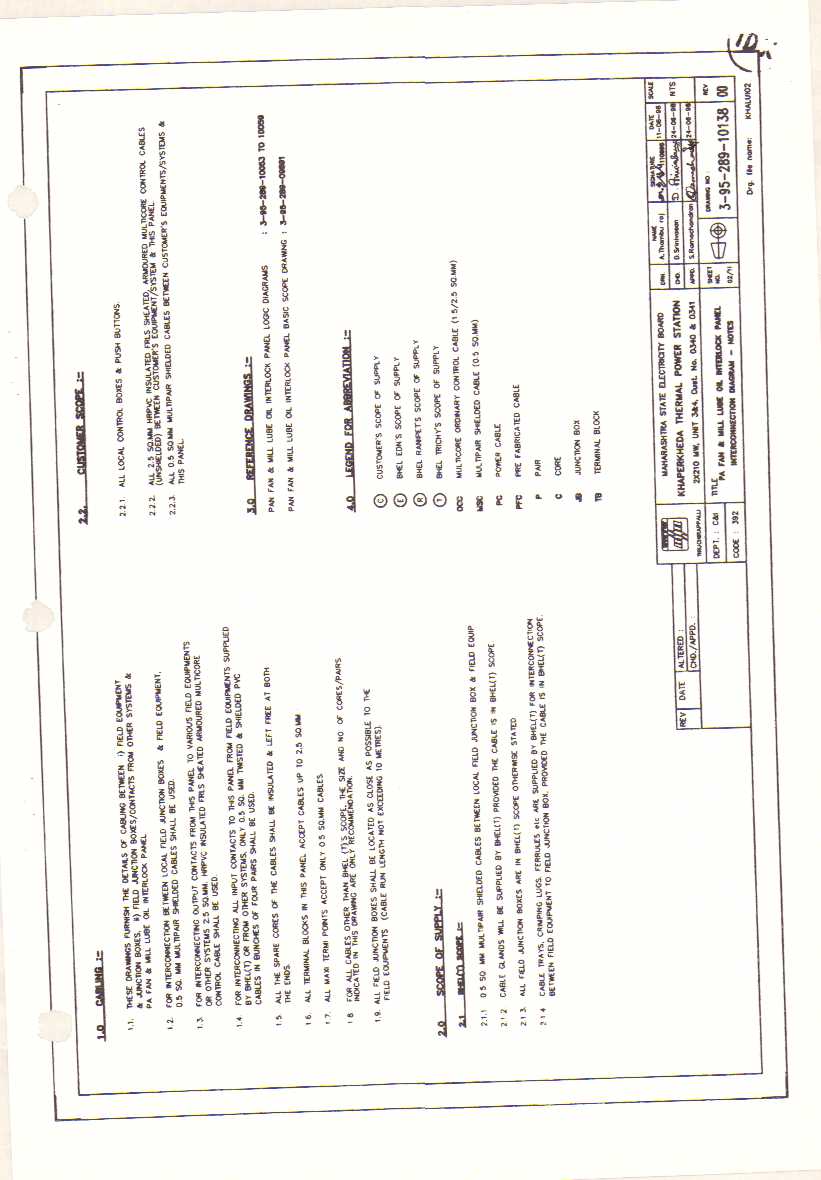 1D
1.0 CABLING :-
1.1. THESE DRAWINGS FURNISH THE DETAILS OF CABLING BETWEEN i) FIELD EQUIPMENT
& JUNCTION BOXES, ii) FIELD JUNCTION BOXES/CONTACTS FROM OTHER SYSTEMS &
PA FAN & MILL LUBE OIL INTERLOCK PANEL
1.2. FOR INTERCONNECTION BETWEEN LOCAL FIELD JUNCTION BOXES & FIELD EQUIPMENT,
0.5 SQ. MM MULTIPAIR SHIELDED CABLES SHALL BE USED.
1.3. FOR INTERCONNECTING OUTPUT CONTACTS FROM THIS PANEL TO VARIOUS FIELD EQUIPMENTS
OR OTHER SYSTEMS 2.5 SQ.MM. HRPVC INSULATED FRLS SHEATED ARMOURED MULTICORE
CONTROL CABLE SHALL BE USED.
1.4. FOR INTERCONNECTING ALL INPUT CONTACTS TO THIS PANEL FROM FIELD EQUIPMENTS SUPPLIED
BY BHEL(T) OR FROM OTHER SYSTEMS, ONLY 0.5 SQ. MM TWISTED & SHIELDED PVC
CABLES IN BUNCHES OF FOUR PAIRS SHALL BE USED.
1.5 ALL THE SPARE CORES OF THE CABLES SHALL BE INSULATED & LEFT FREE AT BOTH
THE ENDS.
1.6. ALL TERMINAL BLOCKS IN THIS PANEL ACCEPT CABLES UP TO 2.5 SQ.MM
1.7. ALL MAXI TERMI POINTS ACCEPT ONLY 0.5 SQ.MM CABLES
1.8 FOR ALL CABLES OTHER THAN BHEL (T)'S SCOPE, THE SIZE AND NO OF CORES/PAIRS
INDICATED IN THIS DRAWING ARE ONLY RECOMMENDATION.
1.9. ALL FIELD JUNCTION BOXES SHALL BE LOCATED AS CLOSE AS POSSIBLE TO THE
FIELD EQUIPMENTS (CABLE RUN LENGTH NOT EXCEEDING 10 METRES).
2.0 SCOPE OF SUPPLY :-
2.1 BHEL(T) SCOPE :-
2.1.1 0.5 SQ MM MULTIPAIR SHIELDED CABLES BETWEEN LOCAL FIELD JUNCTION BOX & FIELD EQUIP
2.1.2 CABLE GLANDS WILL BE SUPPLIED BY BHEL(T) PROVIDED THE CABLE IS IN BHEL(T) SCOPE
2.1.3. ALL FIELD JUNCTION BOXES ARE IN BHEL(T) SCOPE OTHERWISE STATED
2.1.4 CABLE TRAYS, CRIMPING LUGS, FERRULES etc ARE SUPPLIED BY BHEL(T) FOR INTERCONNECTION
BETWEEN FIELD EQUIPMENT TO FIELD JUNCTION BOX, PROVIDED THE CABLE IS IN BHEL(T) SCOPE.
2.2. CUSTOMER SCOPE :-
2.2.1. ALL LOCAL CONTROL BOXES & PUSH BUTTONS.
2.2.2. ALL 2.5 SQ.MM HRPVC INSULATED FRLS SHEATED, ARMOURED MULTICORE CONTROL CABLES
(UNSHIELDED) BETWEEN CUSTOMER'S EQUIPMENT/SYSTEM & THIS PANEL
2.2.3. ALL 0.5 SQ.MM MULTIPAIR SHIELDED CABLES BETWEEN CUSTOMER'S EQUIPMENTS/SYSTEMS &
THIS PANEL.
3.0 REFERENCE DRAWINGS :-
PAN FAN & MILL LUBE OIL INTERLOCK PANEL LOGIC DIAGRAMS : 3-95-289-10053 TO 10059
PAN FAN & MILL LUBE OIL INTERLOCK PANEL BASIC SCOPE DRAWING :
4.0 LEGEND FOR ABBREVIATION :-
C CUSTOMER'S SCOPE OF SUPPLY
E BHEL EDN'S SCOPE OF SUPPLY
R BHEL RANIPET'S SCOPE OF SUPPLY
T BHEL TRICHY'S SCOPE OF SUPPLY
OCC MULTICORE ORDINARY CONTROL CABLE (1.5/2.5 SQ.MM)
MSC MULTIPAIR SHIELDED CABLE (0.5 SQ.MM)
PC POWER CABLE
PFC PRE FABRICATED CABLE
P PAIR
C CORE
JB JUNCTION BOX
TB TERMINAL BLOCK
REV DATE ALTERED :
CHD./APPD. :
TIRUCHIRAPPALLI
DEPT. : C&I
CODE : 392
MAHARASHTRA STATE ELECTRICITY BOARD
KHAPERKHEDA THERMAL POWER STATION
2X210 MW, UNIT 3&4, Cust. No. 0340 & 0341
TITLE PA FAN & MILL LUBE OIL INTERLOCK PANEL
INTERCONNECTION DIAGRAM - NOTES
NAME SIGNATURE DATE SCALE
DRN. A.Thambu raj 11-06-98 NTS
CHD. D.Srinivasan 24-06-98
APPD. S.Ramachandran 24-06-98
SHEET NO. 02/11
DRAWING NO : 3-95-289-10138
REV 00
Drg. file name: KHALUI02